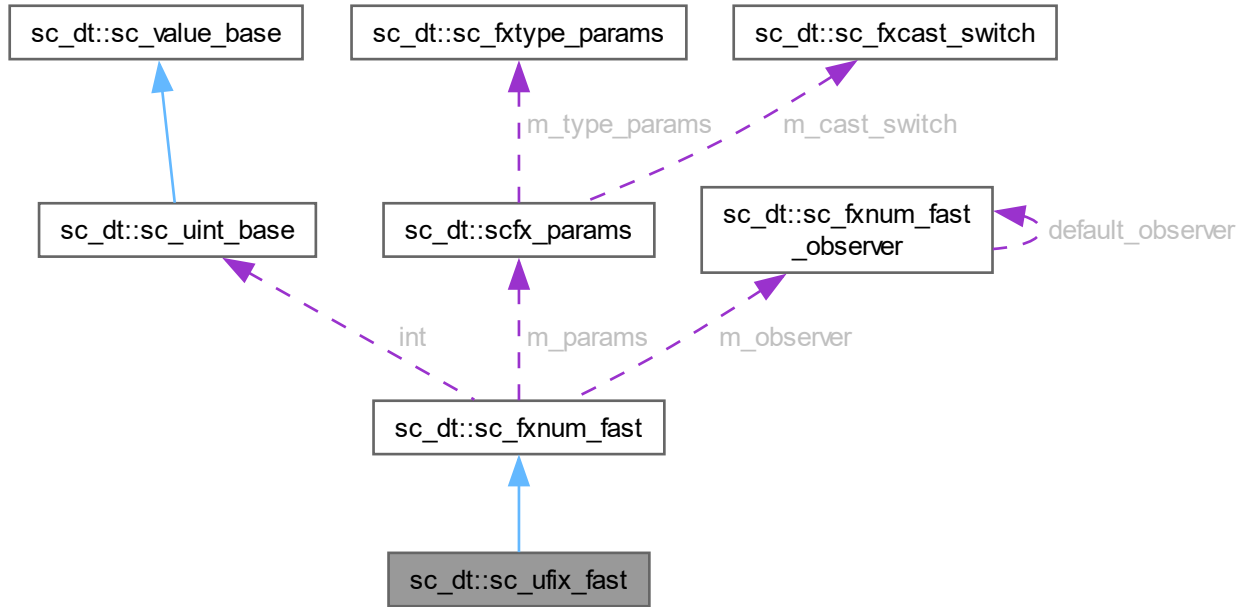 sc_dt::sc_value_base
sc_dt::sc_fxtype_params
sc_dt::sc_fxcast_switch
m_type_params
m_cast_switch
sc_dt::sc_uint_base
sc_dt::scfx_params
sc_dt::sc_fxnum_fast
_observer
default_observer
int
m_params
m_observer
sc_dt::sc_fxnum_fast
sc_dt::sc_ufix_fast